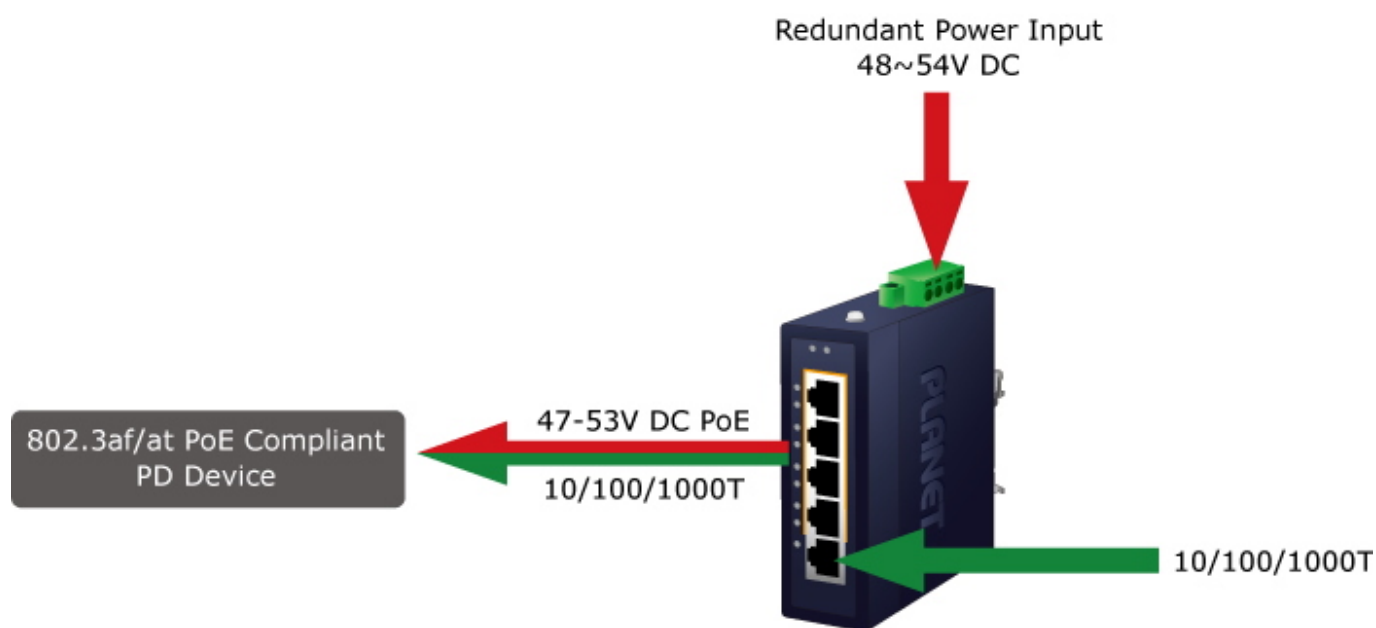 Redundant Power Input
48~54V DC
PLANET
47-53V DC PoE
802.3af/at PoE Compliant
PD Device
10/100/1000T
10/100/1000T